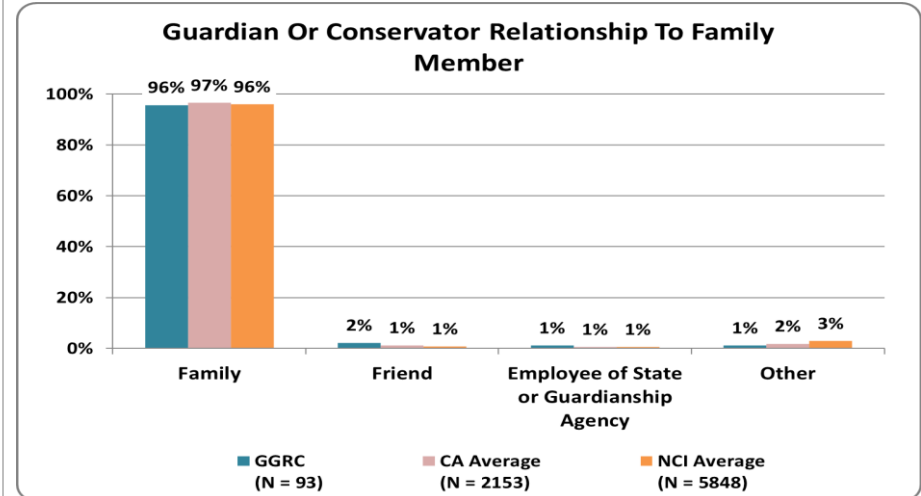 Guardian Or Conservator Relationship To Family
Member
96% 97% 96%
100%
80%
60%
40%
20%
0%
2% 1% 1%
1% 1% 1%
1% 2% 3%
Family
Friend
Employee of State
or Guardianship
Agency
Other
GGRC
(N = 93)
CA Average
(N = 2153)
NCI Average
(N = 5848)